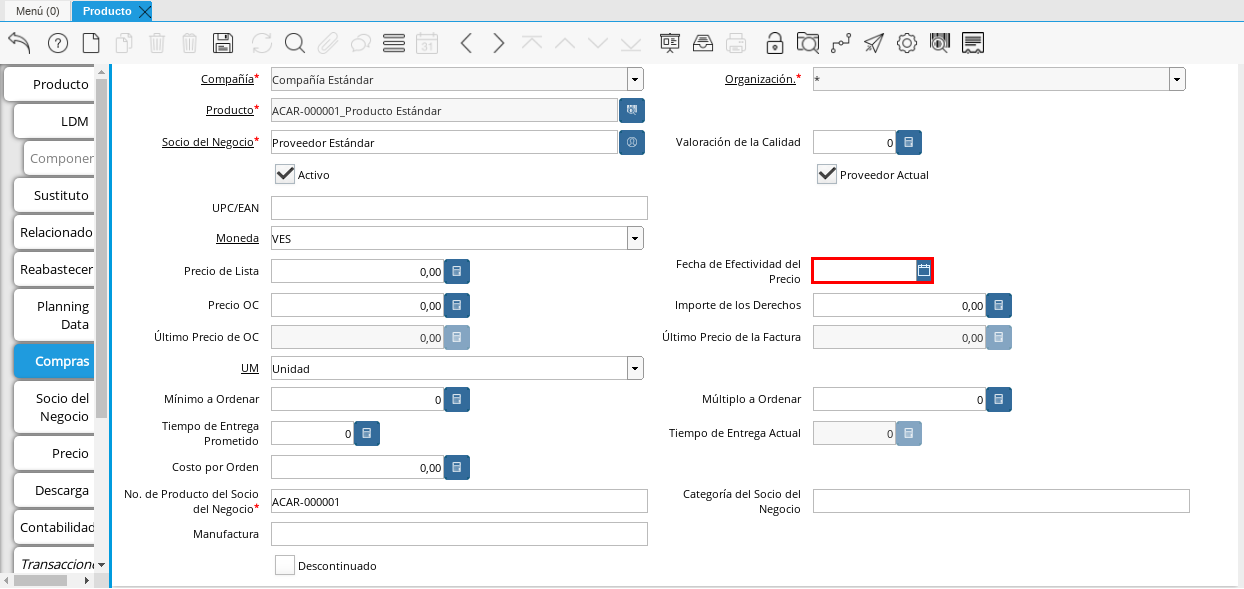 Menú (0)
Producto
31
Producto
LDM
Componen
Sustituto
Relacionado
Reabastecer
Planning
Data
Compras
Socio del
Negocio
Precio
Descarga
Contabilidad
Transaccione
Compañía* Compañía Estándar Organización.* *
Producto* ACAR-000001_Producto Estándar
Socio del Negocio* Proveedor Estándar Valoración de la Calidad 0
Activo Proveedor Actual
UPC/EAN
Moneda VES
Precio de Lista 0,00 Fecha de Efectividad del
Precio
Precio OC 0,00 Importe de los Derechos 0,00
Último Precio de OC 0,00 Último Precio de la Factura 0,00
UM Unidad
Mínimo a Ordenar 0 Múltiplo a Ordenar 0
Tiempo de Entrega
Prometido 0 Tiempo de Entrega Actual 0
Costo por Orden 0,00
No. de Producto del Socio
del Negocio* ACAR-000001 Categoría del Socio del
Negocio
Manufactura
Descontinuado